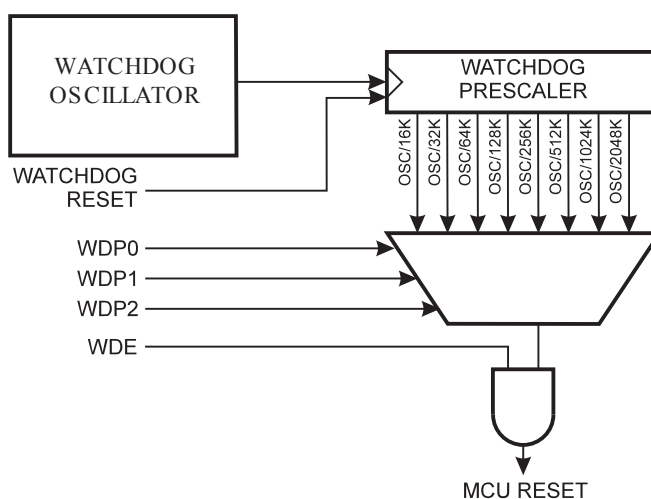 WATCHDOG
OSCILLATOR
WATCHDOG
PRESCALER
WATCHDOG
RESET
OSC/16K
OSC/32K
OSC/64K
OSC/128K
OSC/256K
OSC/512K
OSC/1024K
OSC/2048K
WDP0
WDP1
WDP2
WDE
MCU RESET